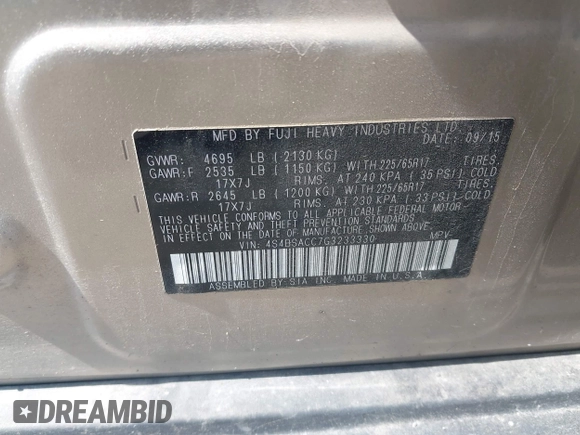 MFD BY FUJI HEAVY INDUSTRIES LTD.
DATE: 09/15
GVWR: 4695 LB (2130 KG)
GAWR:F 2535 LB (1150 KG) WITH 225/65R17 TIRES.
17X7J RIMS. AT 240 KPA (35 PSI) COLD
GAWR:R 2645 LB (1200 KG) WITH 225/65R17 TIRES.
17X7J RIMS. AT 230 KPA (33 PSI) COLD
THIS VEHICLE CONFORMS TO ALL APPLICABLE FEDERAL MOTOR
VEHICLE SAFETY AND THEFT PREVENTION STANDARDS
IN EFFECT ON THE DATE OF MANUFACTURE SHOWN ABOVE.
VIN: 4S4BSACC7G3233330 MPV
ASSEMBLED BY SIA INC. MADE IN U.S.A.
DREAMBID